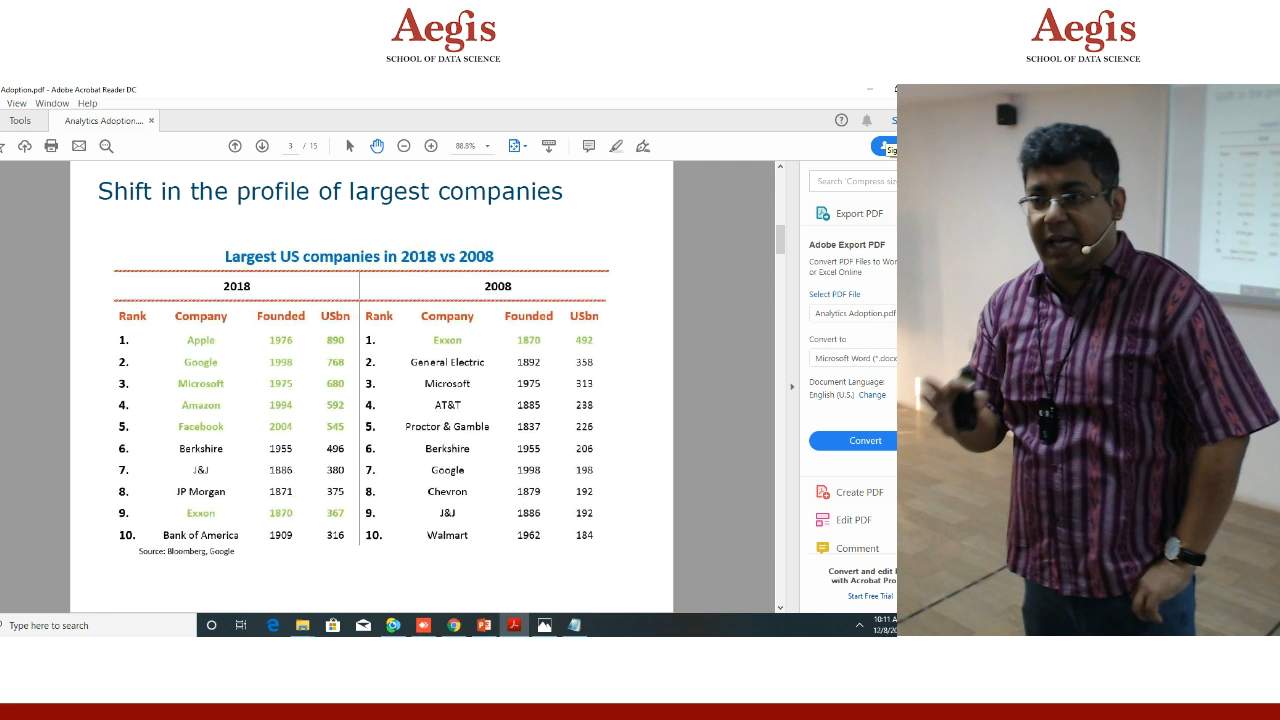 Aegis
SCHOOL OF DATA SCIENCE
Aegis
SCHOOL OF DATA SCIENCE
Adoption.pdf - Adobe Acrobat Reader DC
View Window Help
Tools Analytics Adoption.... ×
3 / 15 88.8%
Shift in the profile of largest companies
Largest US companies in 2018 vs 2008
2018 2008
Rank Company Founded USbn Rank Company Founded USbn
1. Apple 1976 890 1. Exxon 1870 492
2. Google 1998 768 2. General Electric 1892 358
3. Microsoft 1975 680 3. Microsoft 1975 313
4. Amazon 1994 592 4. AT&T 1885 238
5. Facebook 2004 545 5. Proctor & Gamble 1837 226
6. Berkshire 1955 496 6. Berkshire 1955 206
7. J&J 1886 380 7. Google 1998 198
8. JP Morgan 1871 375 8. Chevron 1879 192
9. Exxon 1870 367 9. J&J 1886 192
10. Bank of America 1909 316 10. Walmart 1962 184
Source: Bloomberg, Google
Search 'Compress siz
Export PDF
Adobe Export PDF
Convert PDF Files to Wor
or Excel Online
Select PDF File
Analytics Adoption.pdf
Convert to
Microsoft Word (*.docx
Document Language:
English (U.S.) Change
Convert
Create PDF
Edit PDF
Comment
Convert and edit
with Acrobat Pro
Start Free Trial
Type here to search
10:11 A
12/8/20